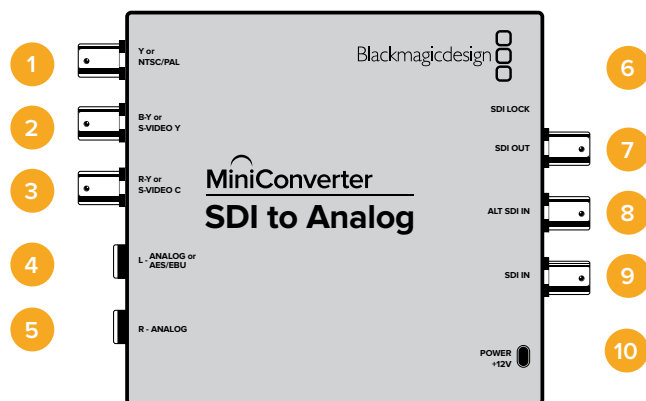 1
Y or
NTSC/PAL
2
B-Y or
S-VIDEO Y
3
R-Y or
S-VIDEO C
4
L - ANALOG or
AES/EBU
5
R - ANALOG
MiniConverter
SDI to Analog
Blackmagicdesign
6
SDI LOCK
SDI OUT
7
ALT SDI IN
8
SDI IN
9
POWER
+12V
10